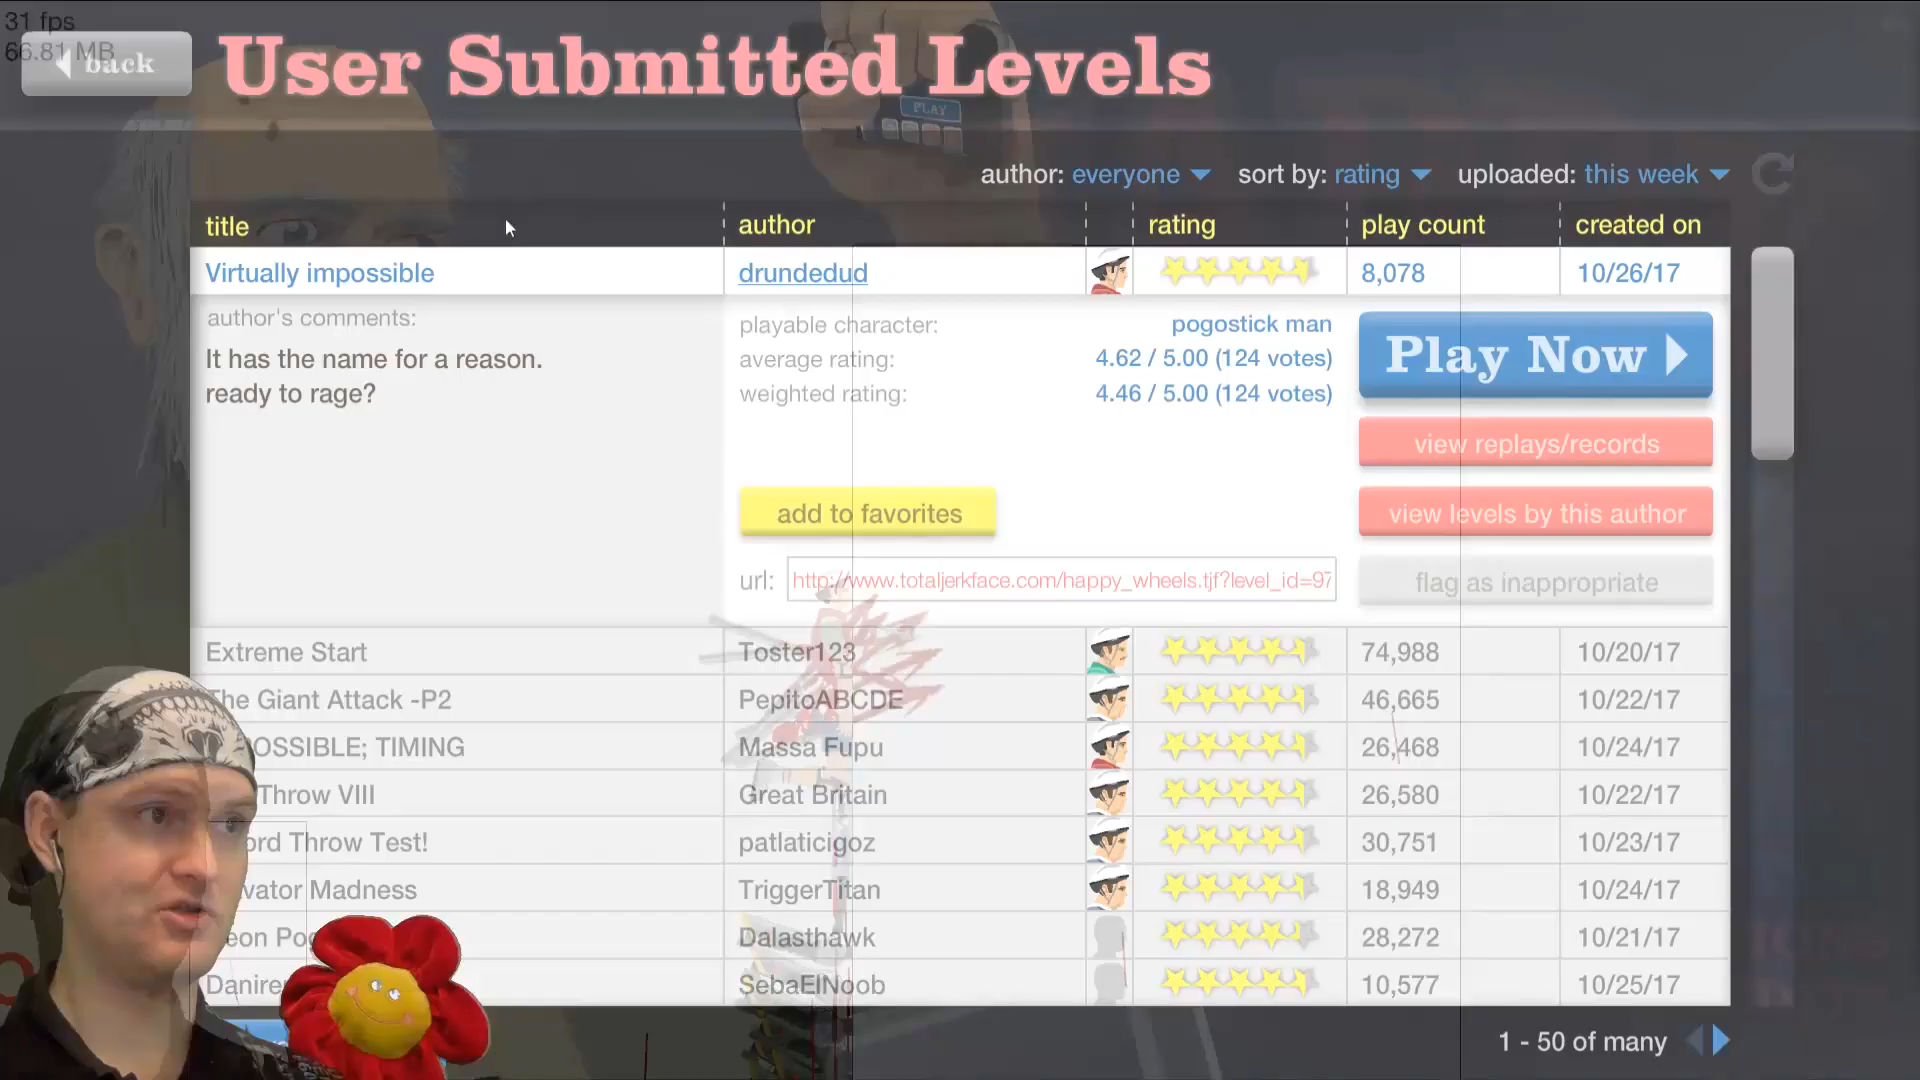 31 fps
66.81 MB
back
User Submitted Levels
PLAY
author: everyone
sort by: rating
uploaded: this week
title
author
rating
play count
created on
Virtually impossible
drundedud
8,078
10/26/17
author's comments:
It has the name for a reason.
ready to rage?
playable character:
pogostick man
average rating:
4.62 / 5.00 (124 votes)
weighted rating:
4.46 / 5.00 (124 votes)
Play Now
view replays/records
add to favorites
view levels by this author
url:
http://www.totaljerkface.com/happy_wheels.tjf?level_id=97
flag as inappropriate
Extreme Start
Toster123
74,988
10/20/17
The Giant Attack -P2
PepitoABCDE
46,665
10/22/17
OSSIBLE; TIMING
Massa Fupu
26,468
10/24/17
Throw VIII
Great Britain
26,580
10/22/17
ord Throw Test!
patlaticigoz
30,751
10/23/17
vator Madness
TriggerTitan
18,949
10/24/17
eon Pog
Dalasthawk
28,272
10/21/17
Danire
SebaElNoob
10,577
10/25/17
1 - 50 of many